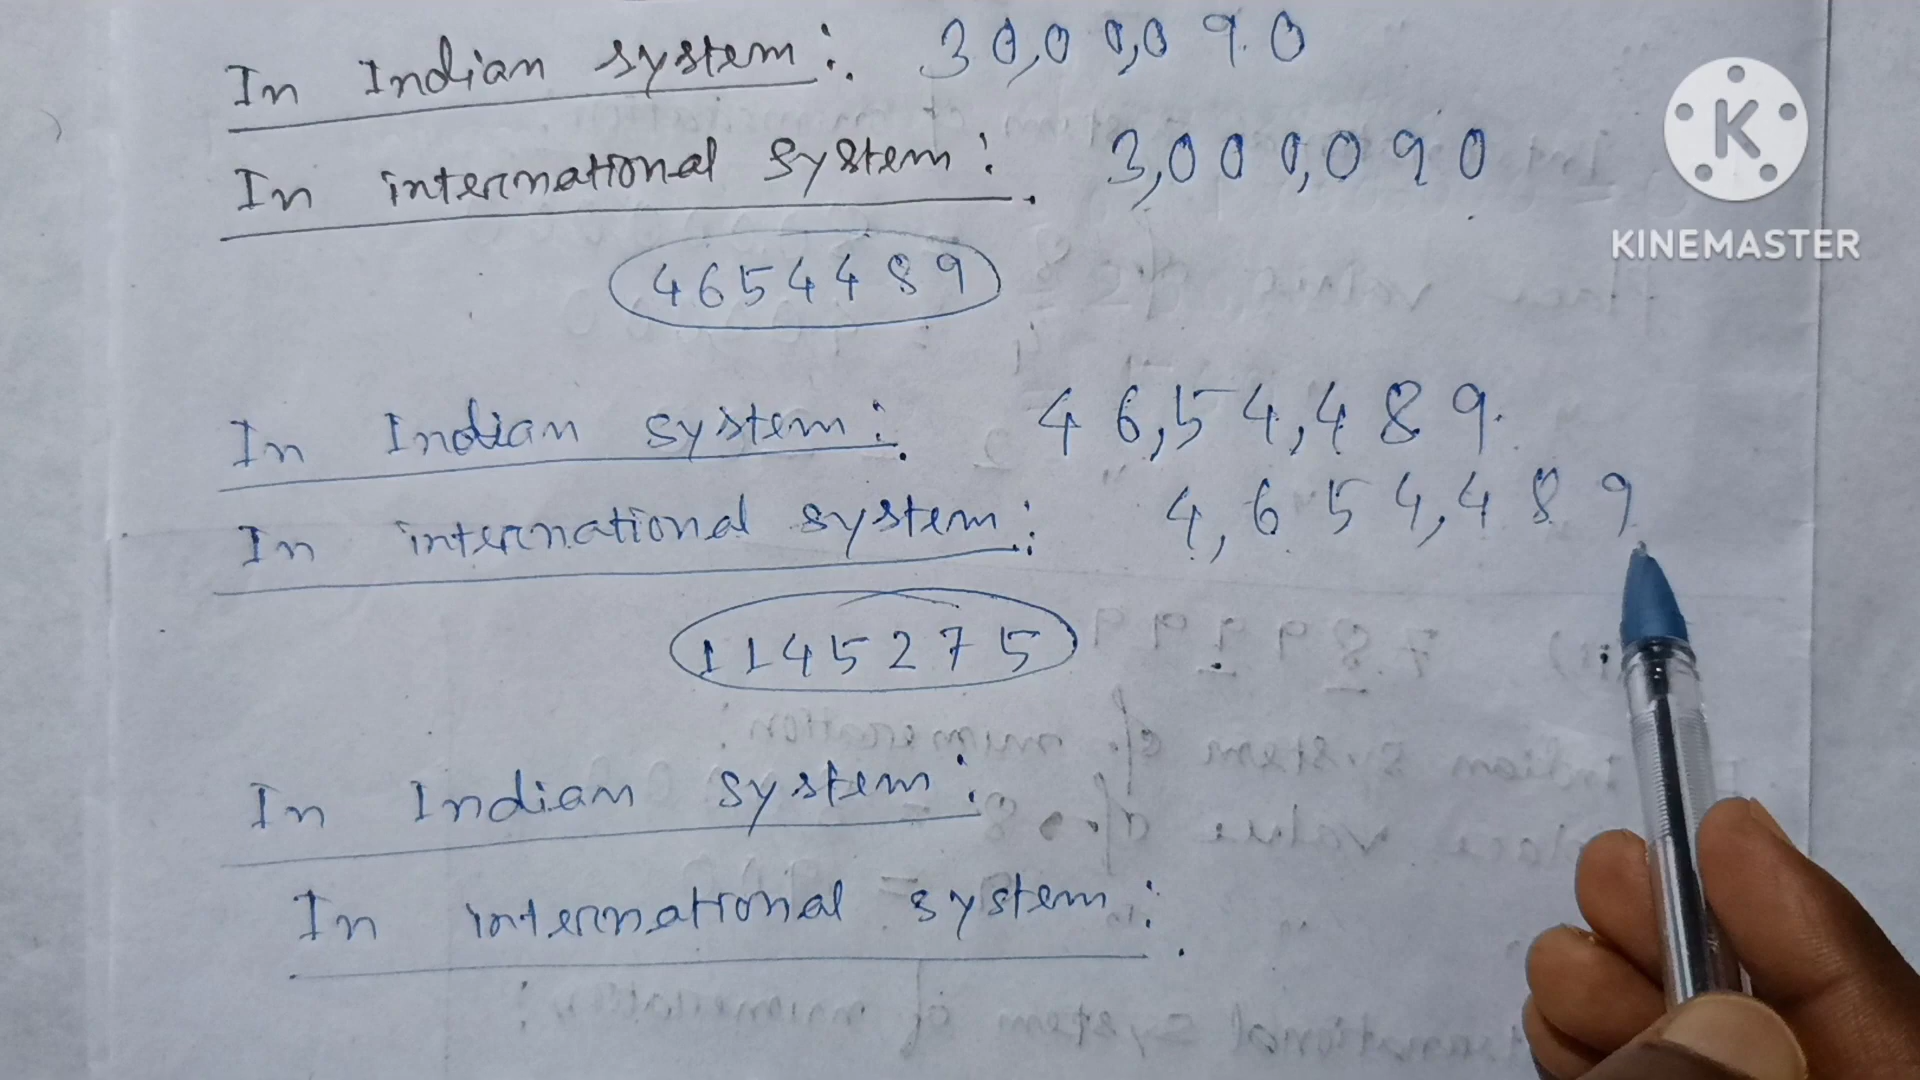 In Indian system: 30,00,090
In international system: 3,000,090
4654489
In Indian system: 46,54,489.
In international system: 4,654,489
1145275
In Indian system:
In international system:
K
KINEMASTER